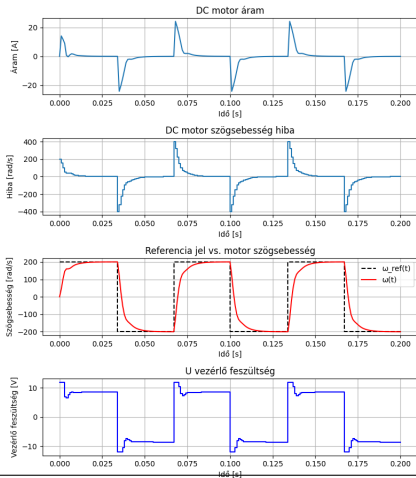 DC motor áram
Áram [A]
20
0
−20
0.000 0.025 0.050 0.075 0.100 0.125 0.150 0.175 0.200
Idő [s]
DC motor szögsebesség hiba
Hiba [rad/s]
400
200
0
−200
−400
0.000 0.025 0.050 0.075 0.100 0.125 0.150 0.175 0.200
Idő [s]
Referencia jel vs. motor szögsebesség
Szögsebesség [rad/s]
200
100
0
−100
−200
ω_ref(t)
ω(t)
0.000 0.025 0.050 0.075 0.100 0.125 0.150 0.175 0.200
Idő [s]
U vezérlő feszültség
Vezérlő feszültség [V]
10
0
−10
0.000 0.025 0.050 0.075 0.100 0.125 0.150 0.175 0.200
Idő [s]